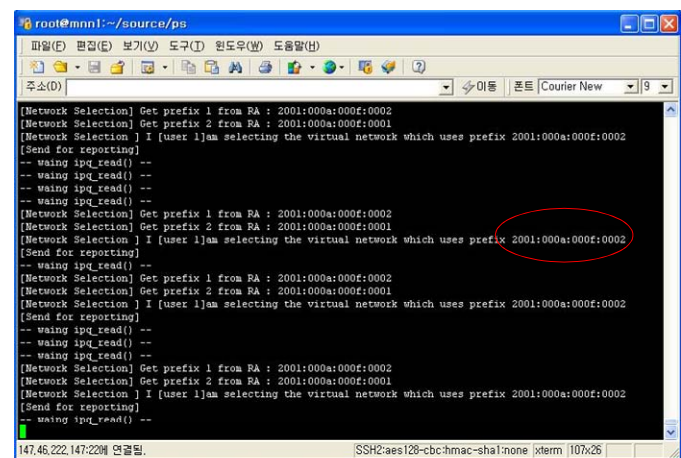 root@mnn1:~/source/ps
파일(F) 편집(E) 보기(V) 도구(T) 윈도우(W) 도움말(H)
주소(D) 이동 폰트 Courier New 9
[Network Selection] Get prefix 1 from RA : 2001:000a:000f:0002
[Network Selection] Get prefix 2 from RA : 2001:000a:000f:0001
[Network Selection ] I [user 1]am selecting the virtual network which uses prefix 2001:000a:000f:0002
[Send for reporting]
-- waing ipq_read() --
-- waing ipq_read() --
-- waing ipq_read() --
-- waing ipq_read() --
[Network Selection] Get prefix 1 from RA : 2001:000a:000f:0002
[Network Selection] Get prefix 2 from RA : 2001:000a:000f:0001
[Network Selection ] I [user 1]am selecting the virtual network which uses prefix 2001:000a:000f:0002
[Send for reporting]
-- waing ipq_read() --
[Network Selection] Get prefix 1 from RA : 2001:000a:000f:0002
[Network Selection] Get prefix 2 from RA : 2001:000a:000f:0001
[Network Selection ] I [user 1]am selecting the virtual network which uses prefix 2001:000a:000f:0002
[Send for reporting]
-- waing ipq_read() --
-- waing ipq_read() --
-- waing ipq_read() --
[Network Selection] Get prefix 1 from RA : 2001:000a:000f:0002
[Network Selection] Get prefix 2 from RA : 2001:000a:000f:0001
[Network Selection ] I [user 1]am selecting the virtual network which uses prefix 2001:000a:000f:0002
[Send for reporting]
-- waing ipq_read() --
147.46.222.147:22에 연결됨. SSH2:aes128-cbc:hmac-sha1:none xterm 107x26